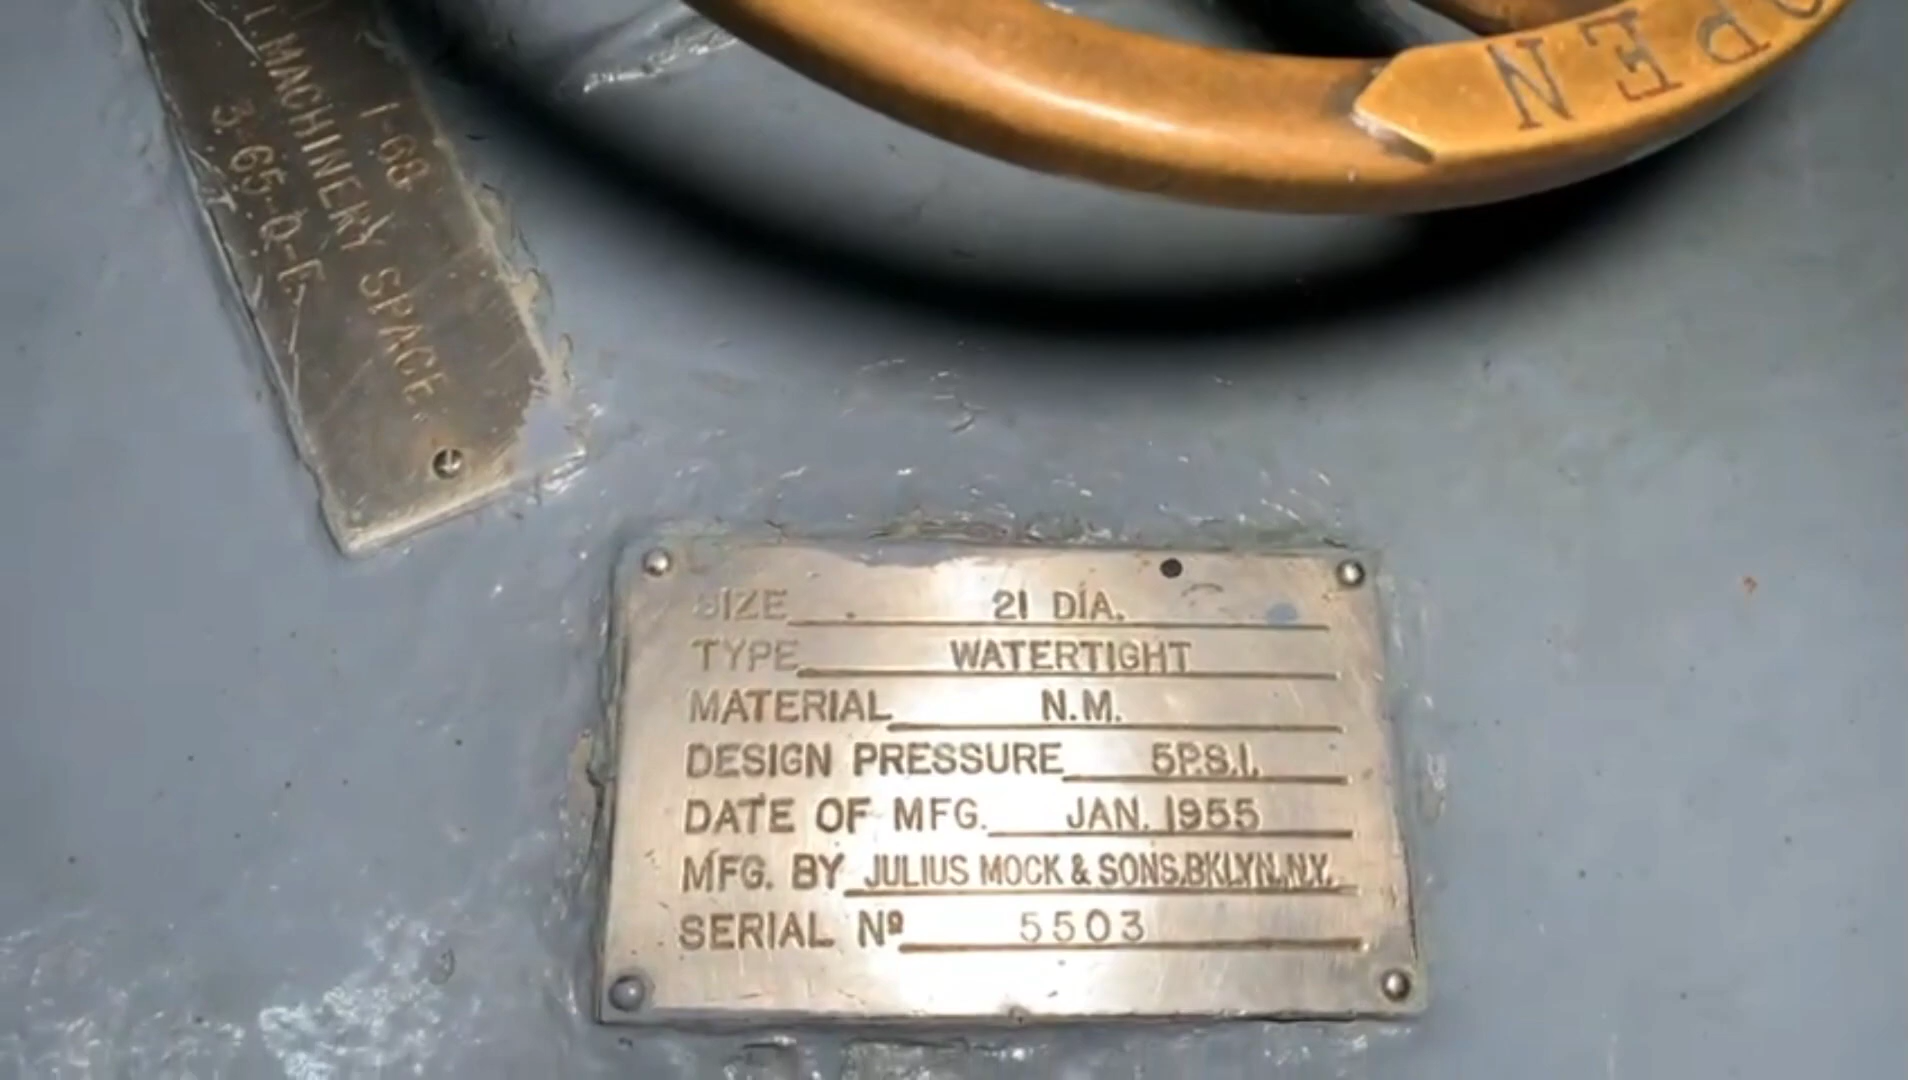 OPEN
1-68
MACHINERY SPACE
3-65-Q-E
SIZE 21 DIA.
TYPE WATERTIGHT
MATERIAL N.M.
DESIGN PRESSURE 5P.S.I.
DATE OF MFG. JAN. 1955
MFG. BY JULIUS MOCK & SONS,BKLYN.,N.Y.
SERIAL Nº 5503